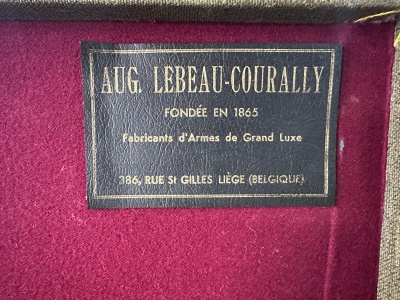 AUG. LEBEAU-COURALLY
FONDÉE EN 1865
Fabricants d'Armes de Grand Luxe
386, RUE St GILLES LIÈGE (BELGIQUE)